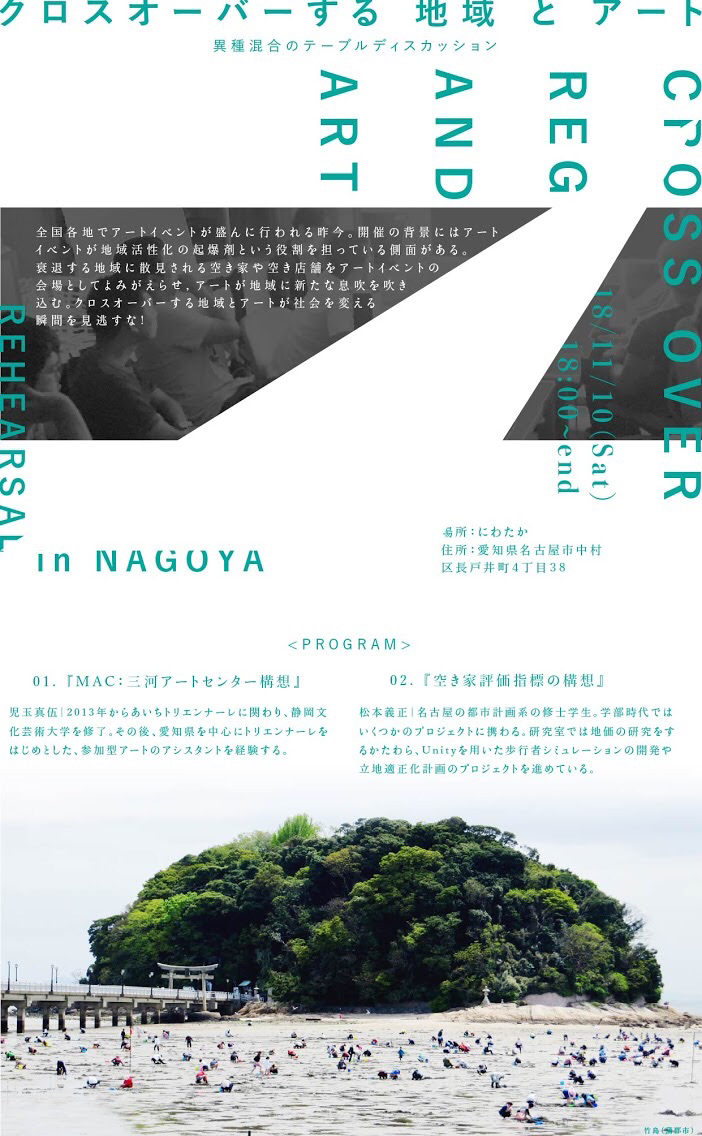 クロスオーバーする 地域 と アート
異種混合のテーブルディスカッション
CROSS OVER
REG
AND
ART
全国各地でアートイベントが盛んに行われる昨今。開催の背景にはアート
イベントが地域活性化の起爆剤という役割を担っている側面がある。
衰退する地域に散見される空き家や空き店舗をアートイベントの
会場としてよみがえらせ,アートが地域に新たな息吹を吹き
込む。クロスオーバーする地域とアートが社会を変える
瞬間を見逃すな!
18/11/10(Sat)
18:00~end
REHEARSAL
in NAGOYA
場所:にわたか
住所:愛知県名古屋市中村
区長戸井町4丁目38
<PROGRAM>
01.『MAC:三河アートセンター構想』
児玉真伍|2013年からあいちトリエンナーレに関わり、静岡文
化芸術大学を修了。その後、愛知県を中心にトリエンナーレを
はじめとした、参加型アートのアシスタントを経験する。
02.『空き家評価指標の構想』
松本義正|名古屋の都市計画系の修士学生。学部時代では
いくつかのプロジェクトに携わる。研究室では地価の研究をす
るかたわら、Unityを用いた歩行者シミュレーションの開発や
立地適正化計画のプロジェクトを進めている。
竹島(蒲郡市)